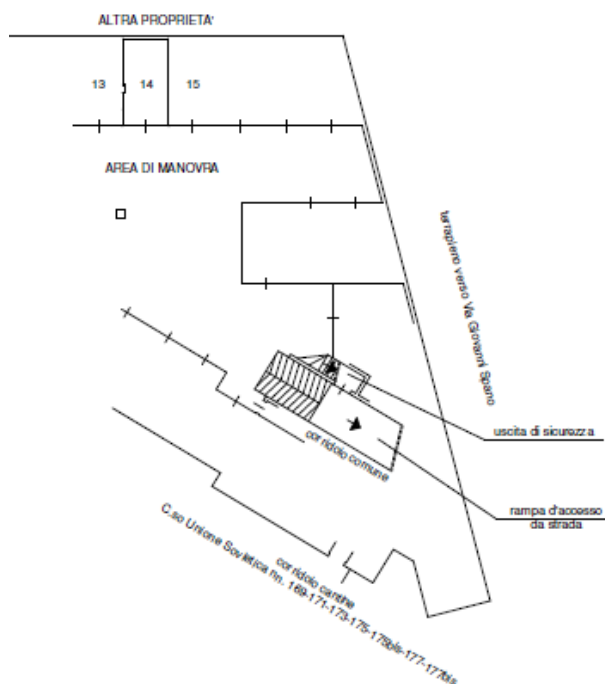 ALTRA PROPRIETA'
13
14
15
AREA DI MANOVRA
terrapieno verso Via Giovanni Spano
uscita di sicurezza
corridoio comune
rampa d'accesso
da strada
corridoio cantine
C.so Unione Sovietica nn. 169-171-173-175-175bis-177-177bis